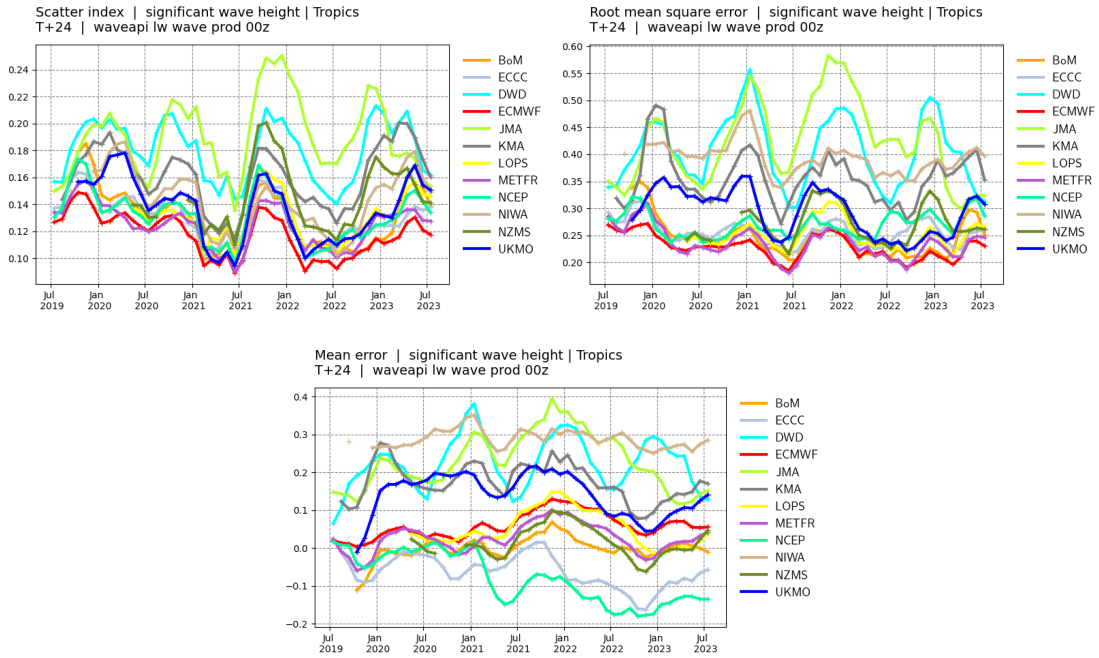 Scatter index | significant wave height | Tropics
T+24 | waveapi lw wave prod 00z
0.24
0.22
0.20
0.18
0.16
0.14
0.12
0.10
Jul 2019
Jan 2020
Jul 2020
Jan 2021
Jul 2021
Jan 2022
Jul 2022
Jan 2023
Jul 2023
BoM
ECCC
DWD
ECMWF
JMA
KMA
LOPS
METFR
NCEP
NIWA
NZMS
UKMO
Root mean square error | significant wave height | Tropics
T+24 | waveapi lw wave prod 00z
0.60
0.55
0.50
0.45
0.40
0.35
0.30
0.25
0.20
Jul 2019
Jan 2020
Jul 2020
Jan 2021
Jul 2021
Jan 2022
Jul 2022
Jan 2023
Jul 2023
BoM
ECCC
DWD
ECMWF
JMA
KMA
LOPS
METFR
NCEP
NIWA
NZMS
UKMO
Mean error | significant wave height | Tropics
T+24 | waveapi lw wave prod 00z
0.4
0.3
0.2
0.1
0.0
−0.1
−0.2
Jul 2019
Jan 2020
Jul 2020
Jan 2021
Jul 2021
Jan 2022
Jul 2022
Jan 2023
Jul 2023
BoM
ECCC
DWD
ECMWF
JMA
KMA
LOPS
METFR
NCEP
NIWA
NZMS
UKMO